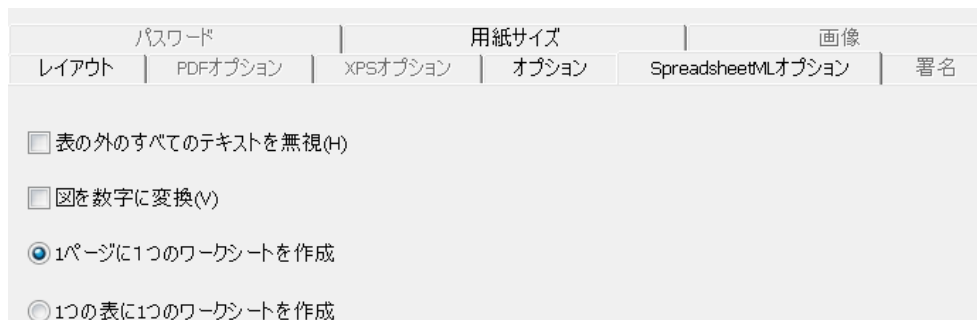 パスワード 用紙サイズ 画像
レイアウト PDFオプション XPSオプション オプション SpreadsheetMLオプション 署名
表の外のすべてのテキストを無視(H)
図を数字に変換(V)
1ページに1つのワークシートを作成
1つの表に1つのワークシートを作成